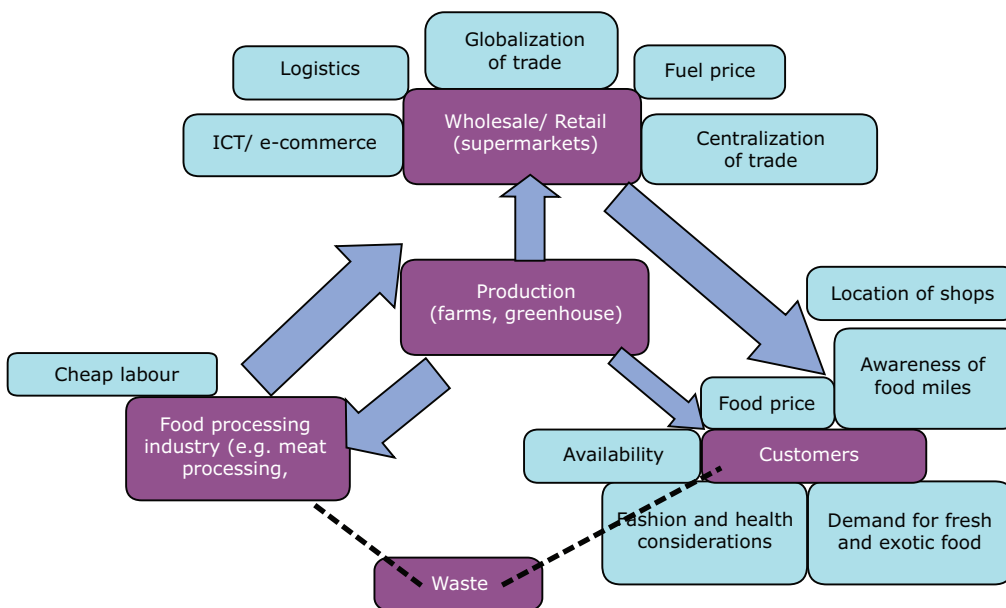 Globalization
of trade
Logistics
Fuel price
Wholesale/ Retail
(supermarkets)
ICT/ e-commerce
Centralization
of trade
Production
(farms, greenhouse)
Location of shops
Cheap labour
Awareness of
food miles
Food price
Food processing
industry (e.g. meat
processing,
Availability
Customers
Fashion and health
considerations
Demand for fresh
and exotic food
Waste